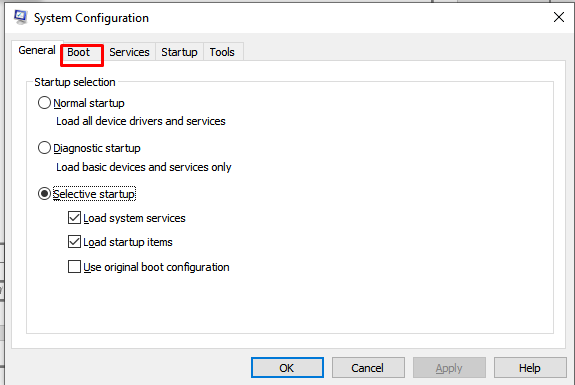 System Configuration
General Boot Services Startup Tools
Startup selection
Normal startup
Load all device drivers and services
Diagnostic startup
Load basic devices and services only
Selective startup
Load system services
Load startup items
Use original boot configuration
OK Cancel Apply Help